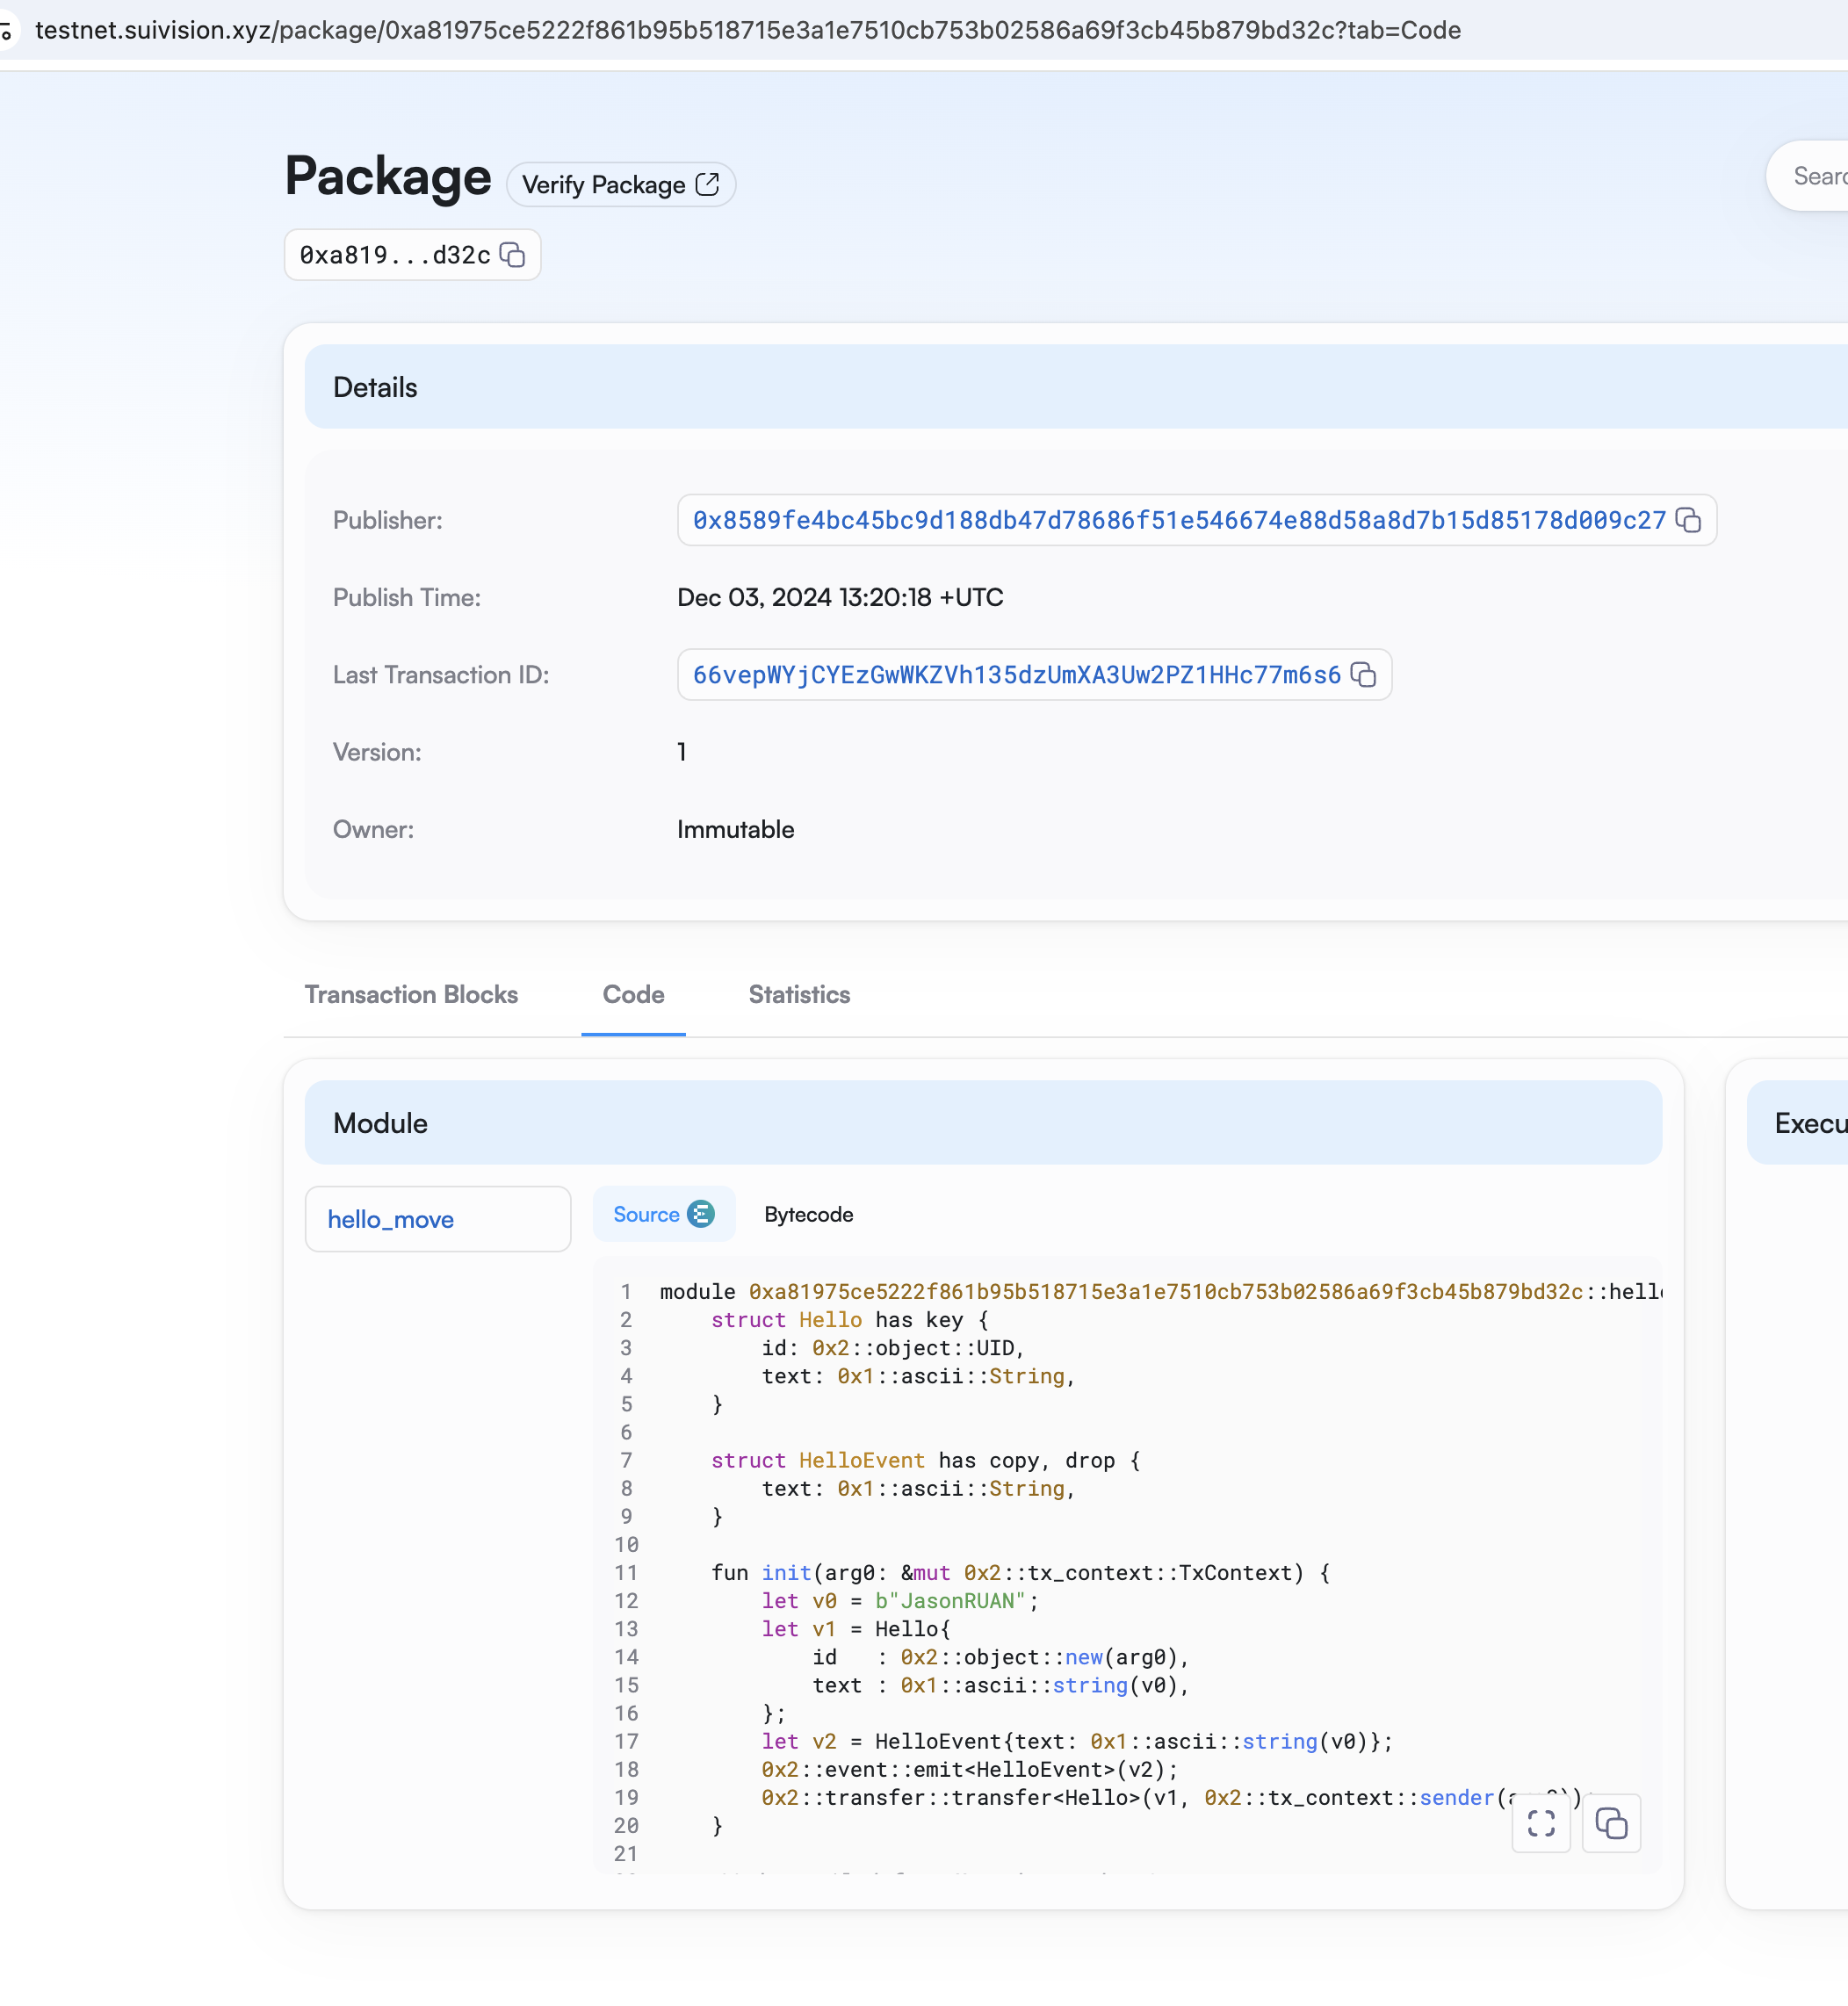 testnet.suivision.xyz/package/0xa81975ce5222f861b95b518715e3a1e7510cb753b02586a69f3cb45b879bd32c?tab=Code
Package
Verify Package
0xa819...d32c
Details
Publisher:
0x8589fe4bc45bc9d188db47d78686f51e546674e88d58a8d7b15d85178d009c27
Publish Time:
Dec 03, 2024 13:20:18 +UTC
Last Transaction ID:
66vepWYjCYEzGwWKZVh135dzUmXA3Uw2PZ1HHc77m6s6
Version:
1
Owner:
Immutable
Transaction Blocks
Code
Statistics
Module
hello_move
Source
Bytecode
1 module 0xa81975ce5222f861b95b518715e3a1e7510cb753b02586a69f3cb45b879bd32c::hello
2 struct Hello has key {
3 id: 0x2::object::UID,
4 text: 0x1::ascii::String,
5 }
6
7 struct HelloEvent has copy, drop {
8 text: 0x1::ascii::String,
9 }
10
11 fun init(arg0: &mut 0x2::tx_context::TxContext) {
12 let v0 = b"JasonRUAN";
13 let v1 = Hello{
14 id   : 0x2::object::new(arg0),
15 text : 0x1::ascii::string(v0),
16 };
17 let v2 = HelloEvent{text: 0x1::ascii::string(v0)};
18 0x2::event::emit<HelloEvent>(v2);
19 0x2::transfer::transfer<Hello>(v1, 0x2::tx_context::sender(
20 }
21